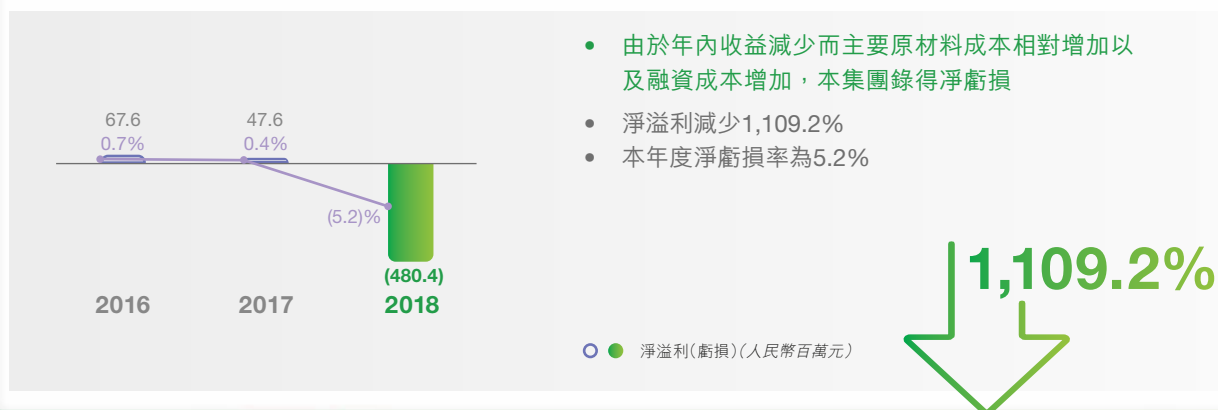 67.6
0.7%
47.6
0.4%
(5.2)%
(480.4)
2016
2017
2018
• 由於年內收益減少而主要原材料成本相對增加以
及融資成本增加，本集團錄得凈虧損
• 淨溢利減少1,109.2%
• 本年度淨虧損率為5.2%
1,109.2%
淨溢利（虧損）（人民幣百萬元）